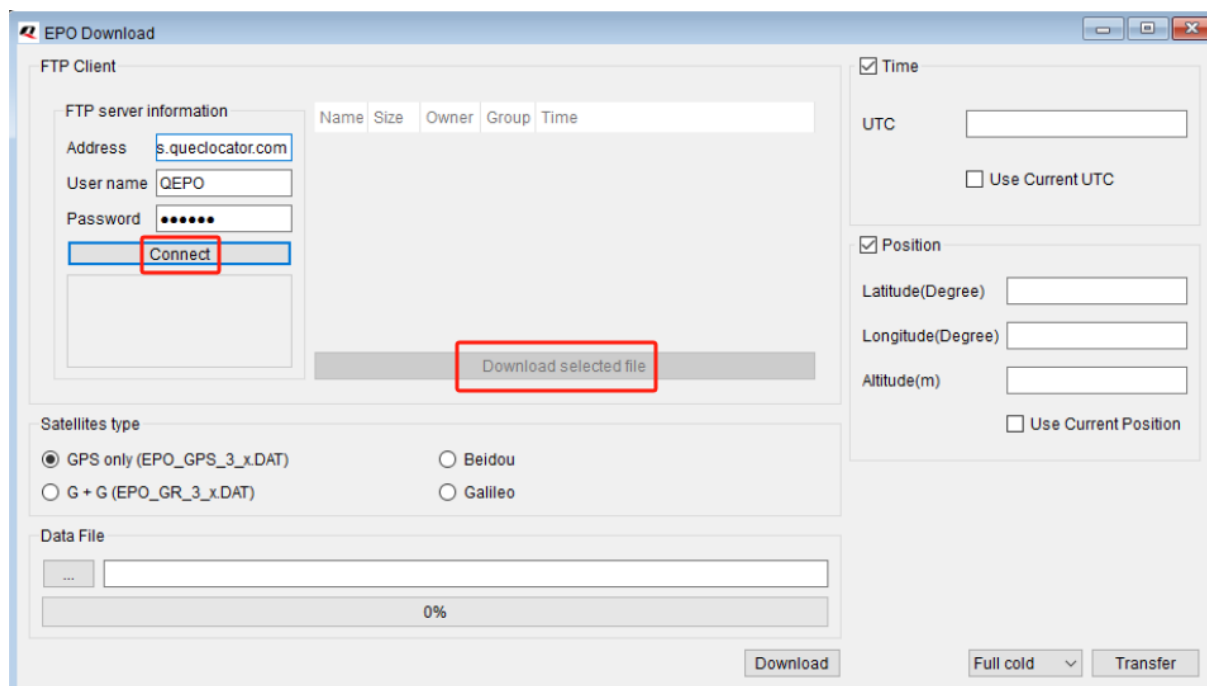 EPO Download
FTP Client
FTP server information
Address s.queclocator.com
User name QEPO
Password ●●●●●●
Connect
Name Size Owner Group Time
Download selected file
Satellites type
GPS only (EPO_GPS_3_x.DAT)
Beidou
G + G (EPO_GR_3_x.DAT)
Galileo
Data File
...
0%
Download
Time
UTC
Use Current UTC
Position
Latitude(Degree)
Longitude(Degree)
Altitude(m)
Use Current Position
Full cold
Transfer